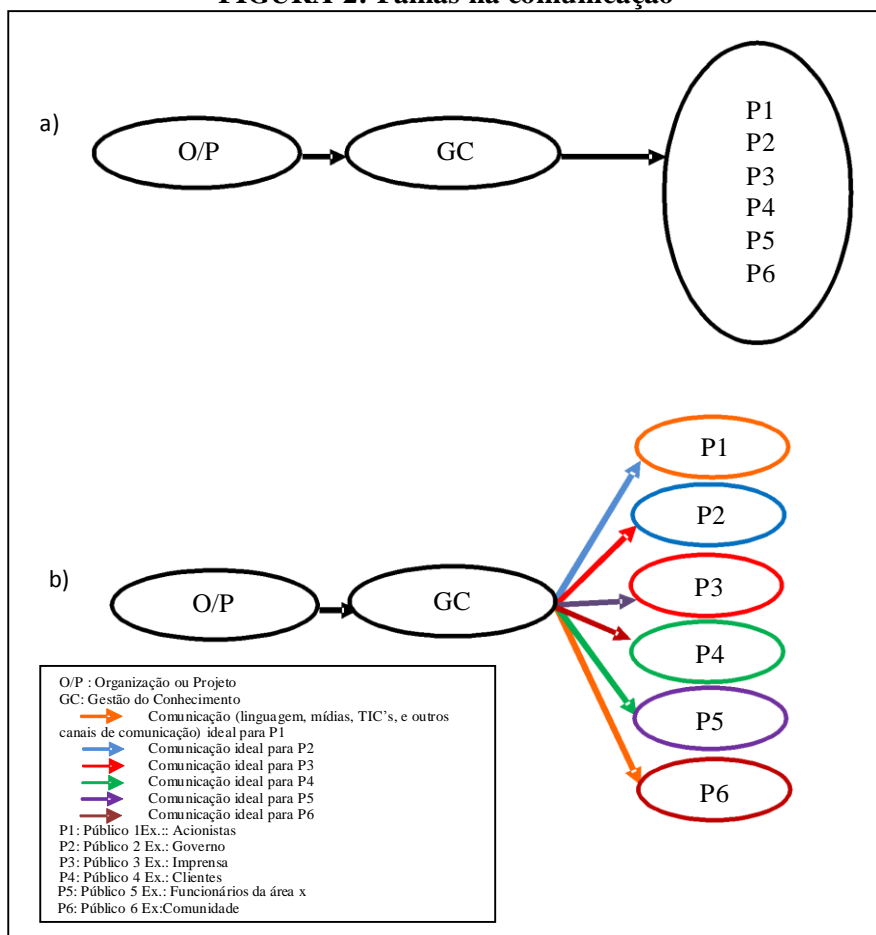 FIGURA 2: Falhas na comunicação
a)
O/P
GC
P1
P2
P3
P4
P5
P6
b)
O/P
GC
P1
P2
P3
P4
P5
P6
O/P : Organização ou Projeto
GC: Gestão do Conhecimento
Comunicação (linguagem, mídias, TIC's, e outros
canais de comunicação) ideal para P1
Comunicação ideal para P2
Comunicação ideal para P3
Comunicação ideal para P4
Comunicação ideal para P5
Comunicação ideal para P6
P1: Público 1Ex.:: Acionistas
P2: Público 2 Ex.: Governo
P3: Público 3 Ex.: Imprensa
P4: Público 4 Ex.: Clientes
P5: Público 5 Ex.: Funcionários da área x
P6: Público 6 Ex:Comunidade